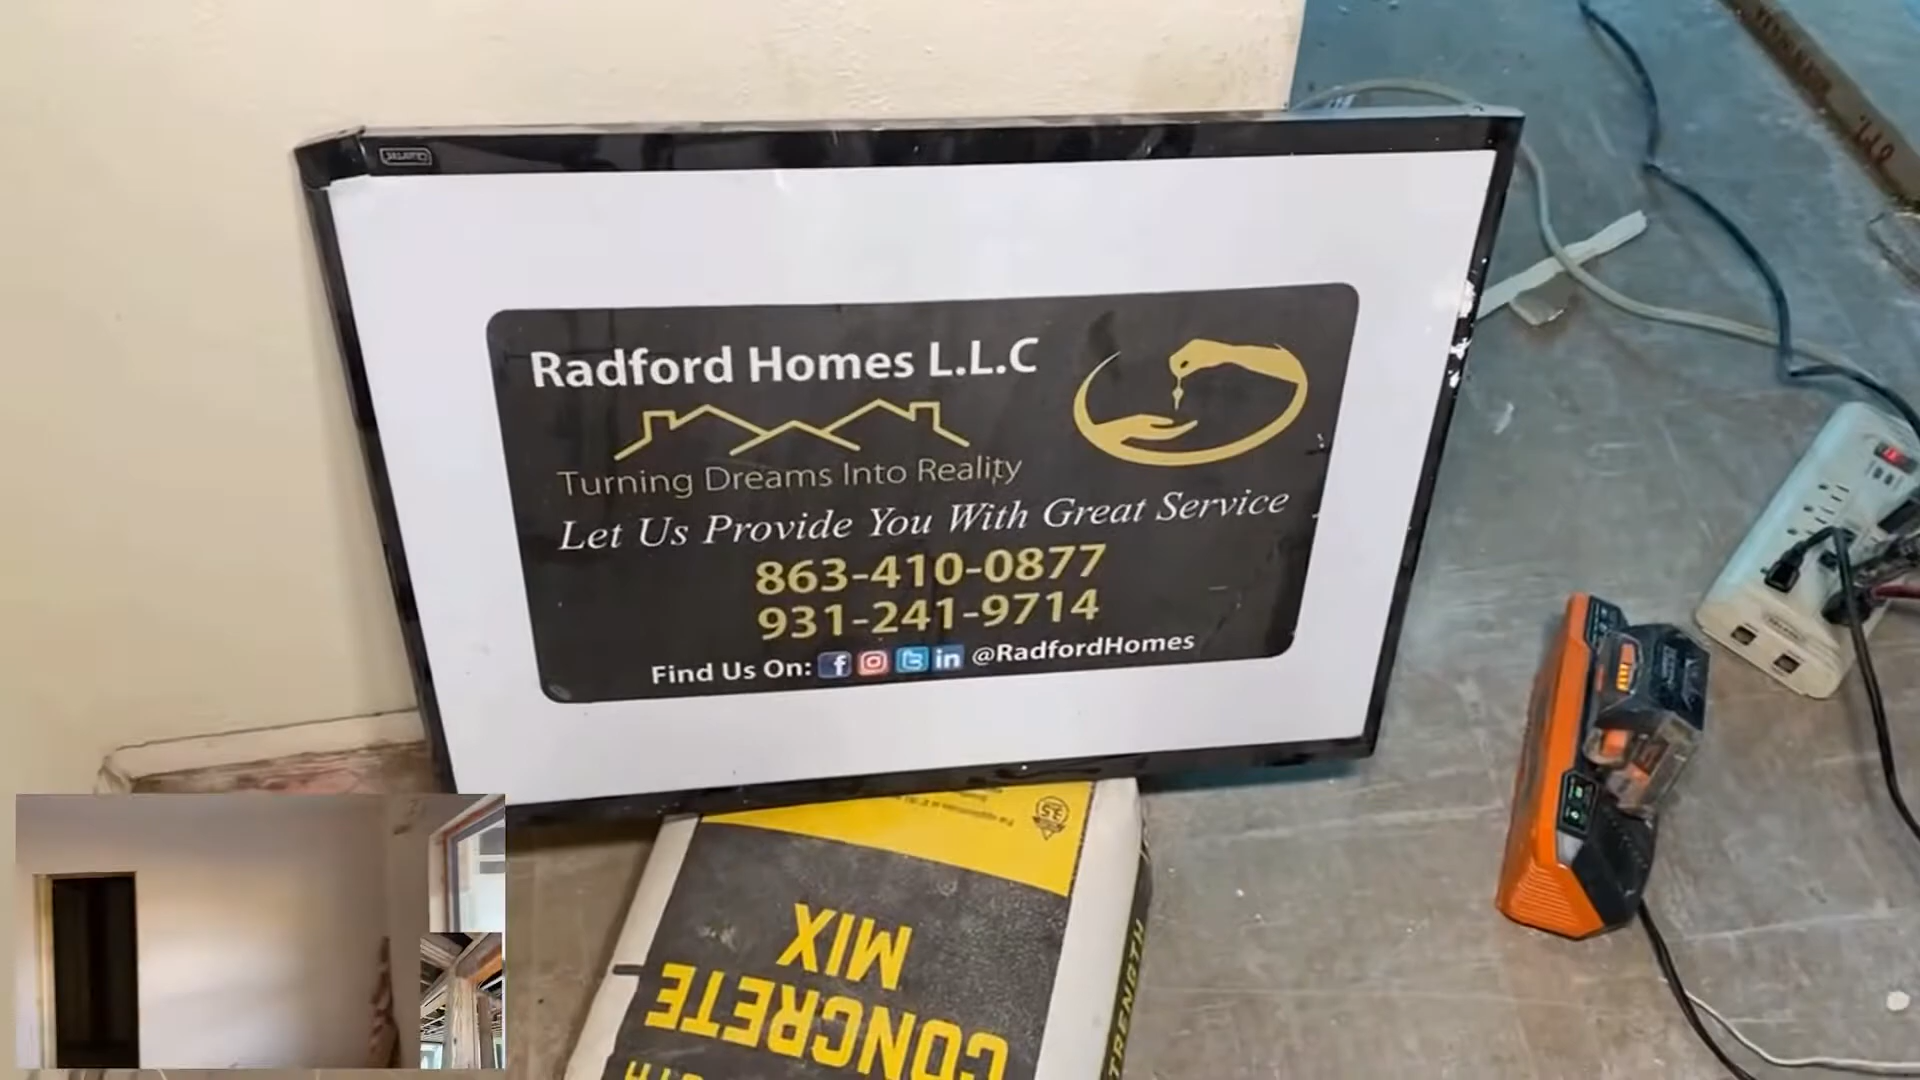 Radford Homes L.L.C
Turning Dreams Into Reality
Let Us Provide You With Great Service
863-410-0877
931-241-9714
Find Us On: @RadfordHomes
CONCRETE
MIX